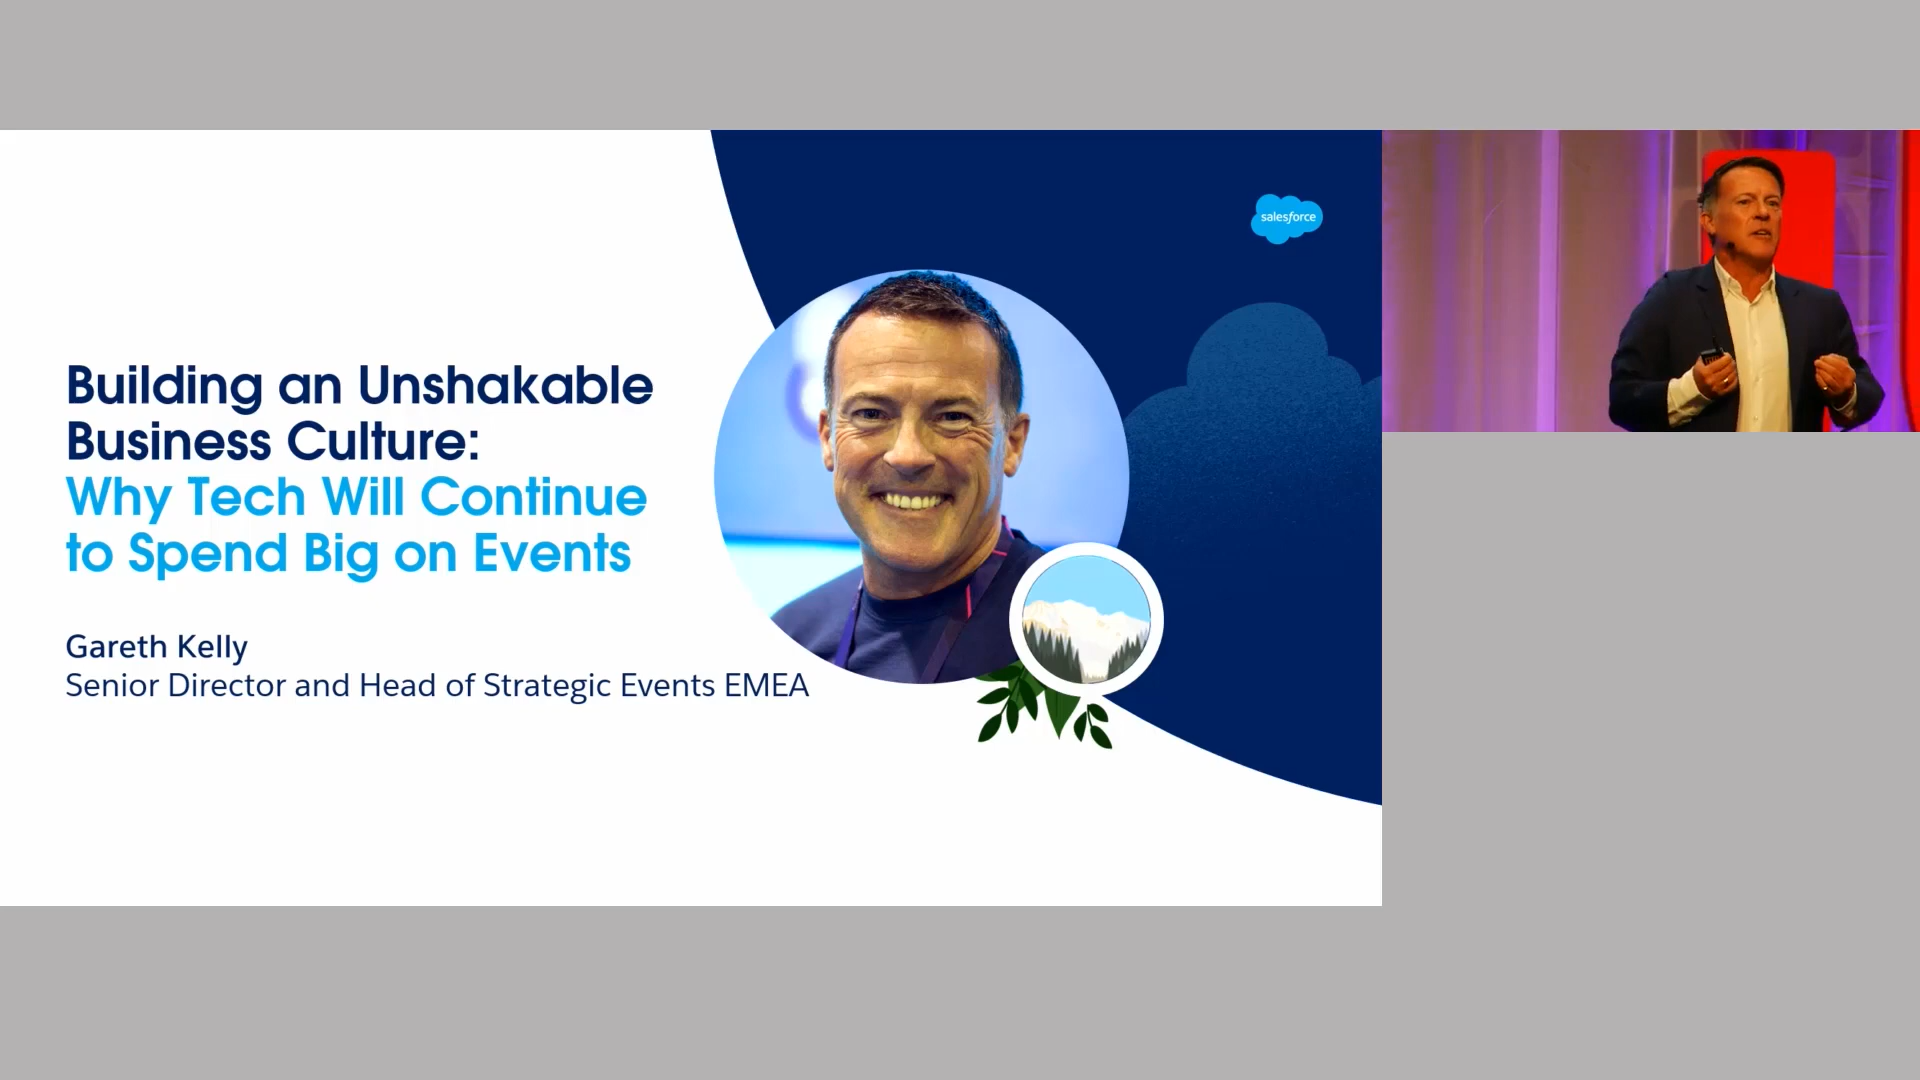 salesforce
Building an Unshakable
Business Culture:
Why Tech Will Continue
to Spend Big on Events
Gareth Kelly
Senior Director and Head of Strategic Events EMEA